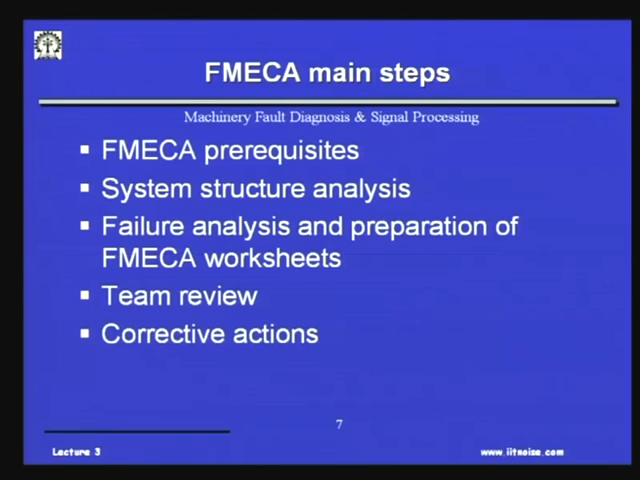 FMECA main steps
Machinery Fault Diagnosis & Signal Processing
▪ FMECA prerequisites
▪ System structure analysis
▪ Failure analysis and preparation of
FMECA worksheets
▪ Team review
▪ Corrective actions
7
Lecture 3
www.iitnoise.com